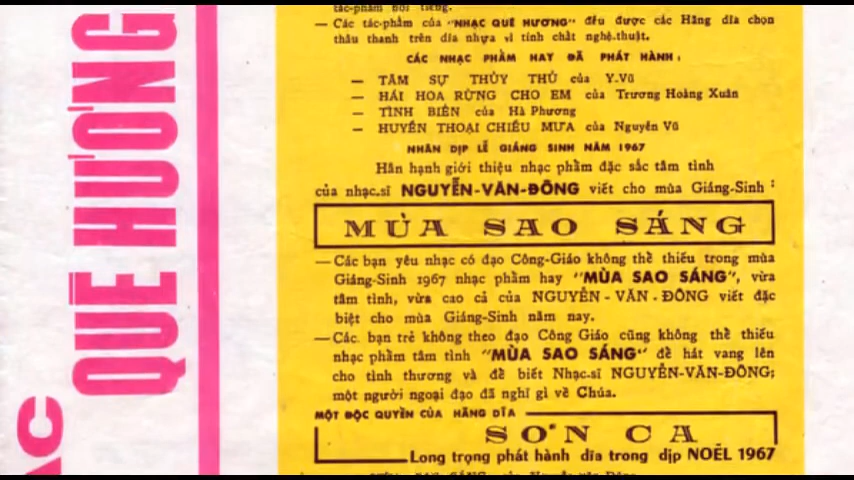 QUÊ HƯƠNG
tác-phẩm nổi tiếng.
— Các tác-phẩm của "NHẠC QUÊ HƯƠNG" đều được các Hãng dĩa chọn
thâu thanh trên dĩa nhựa vì tính chất nghệ.thuật.
CÁC NHẠC PHẨM HAY ĐÃ PHÁT HÀNH :
— TÂM SỰ THỦY THỦ của Y.Vũ
— HÁI HOA RỪNG CHO EM của Trương Hoàng Xuân
— TÌNH BIỂN của Hà Phương
— HUYỀN THOẠI CHIỀU MƯA của Nguyễn Vũ
NHÂN DỊP LỄ GIÁNG SINH NĂM 1967
Hân hạnh giới thiệu nhạc phẩm đặc sắc tâm tình
của nhạc.sĩ NGUYỄN-VĂN-ĐÔNG viết cho mùa Giáng-Sinh :
MÙA SAO SÁNG
— Các bạn yêu nhạc có đạo Công-Giáo không thể thiếu trong mùa
Giáng-Sinh 1967 nhạc phẩm hay "MÙA SAO SÁNG", vừa
tâm tình, vừa cao cả của NGUYỄN - VĂN - ĐÔNG viết đặc
biệt cho mùa Giáng-Sinh năm nay.
— Các bạn trẻ không theo đạo Công Giáo cũng không thể thiếu
nhạc phẩm tâm tình "MÙA SAO SÁNG" để hát vang lên
cho tình thương và để biết Nhạc.sĩ NGUYỄN-VĂN-ĐÔNG;
một người ngoại đạo đã nghĩ gì về Chúa.
MỘT ĐỘC QUYỀN CỦA HÃNG DĨA
SƠN CA
Long trọng phát hành dĩa trong dịp NOËL 1967